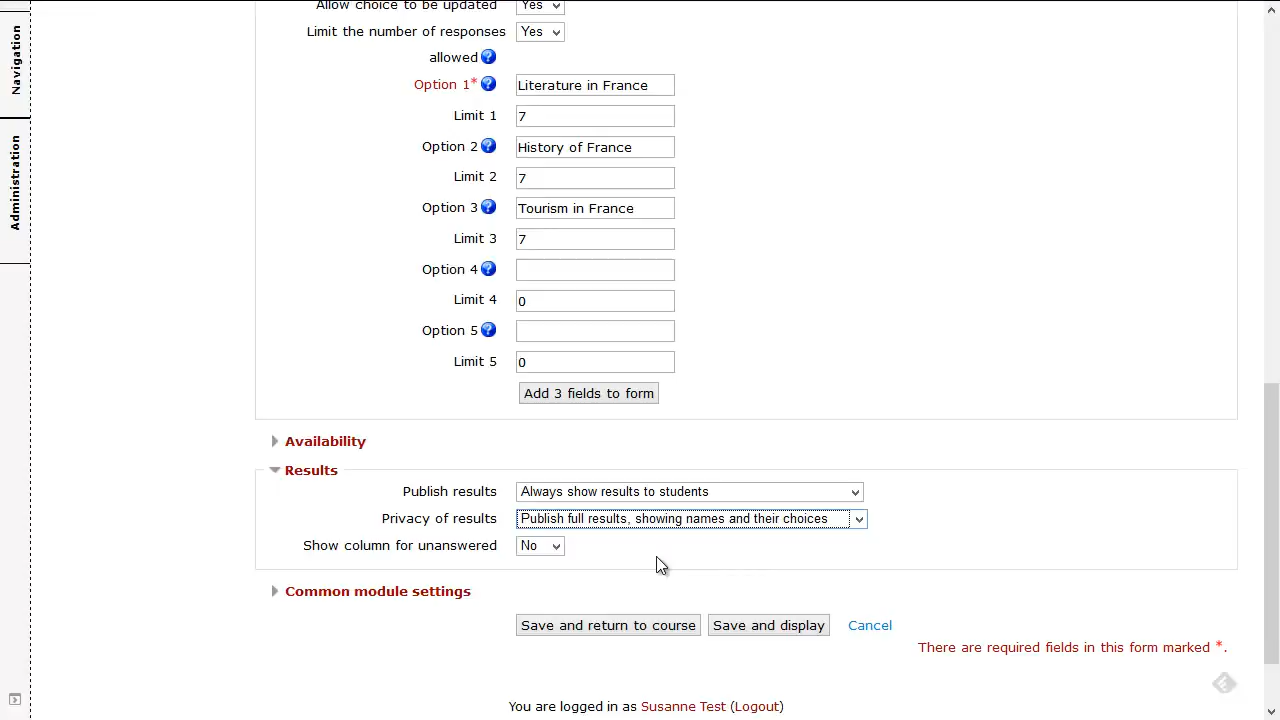 Navigation
Administration
Allow choice to be updated Yes
Limit the number of responses Yes
allowed ?
Option 1* ? Literature in France
Limit 1 7
Option 2 ? History of France
Limit 2 7
Option 3 ? Tourism in France
Limit 3 7
Option 4 ?
Limit 4 0
Option 5 ?
Limit 5 0
Add 3 fields to form
Availability
Results
Publish results Always show results to students
Privacy of results Publish full results, showing names and their choices
Show column for unanswered No
Common module settings
Save and return to course Save and display Cancel
There are required fields in this form marked *.
You are logged in as Susanne Test (Logout)